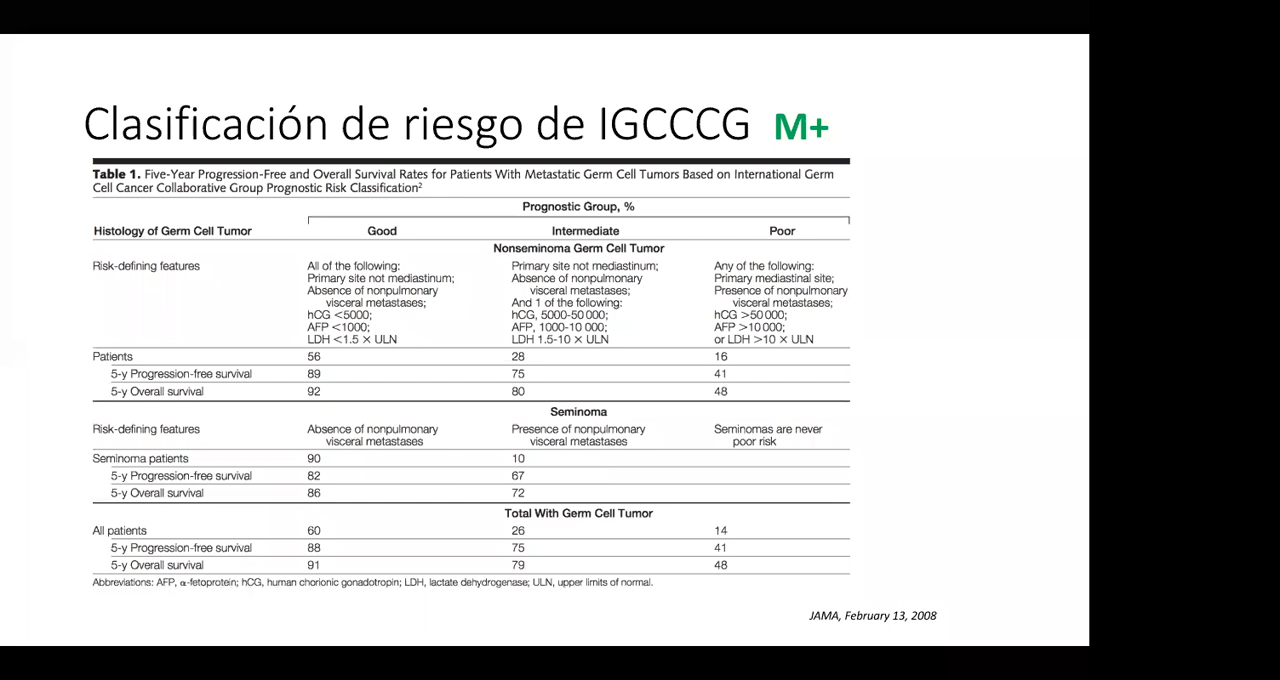 Clasificación de riesgo de IGCCCG M+
Table 1. Five-Year Progression-Free and Overall Survival Rates for Patients With Metastatic Germ Cell Tumors Based on International Germ
Cell Cancer Collaborative Group Prognostic Risk Classification²
Prognostic Group, %
Histology of Germ Cell Tumor Good Intermediate Poor
Nonseminoma Germ Cell Tumor
Risk-defining features All of the following: Primary site not mediastinum; Any of the following:
Primary site not mediastinum; Absence of nonpulmonary Primary mediastinal site;
Absence of nonpulmonary visceral metastases; Presence of nonpulmonary
visceral metastases; And 1 of the following: visceral metastases;
hCG <5000; hCG, 5000-50 000; hCG >50 000;
AFP <1000; AFP, 1000-10 000; AFP >10 000;
LDH <1.5 × ULN LDH 1.5-10 × ULN or LDH >10 × ULN
Patients 56 28 16
5-y Progression-free survival 89 75 41
5-y Overall survival 92 80 48
Seminoma
Risk-defining features Absence of nonpulmonary Presence of nonpulmonary Seminomas are never
visceral metastases visceral metastases poor risk
Seminoma patients 90 10
5-y Progression-free survival 82 67
5-y Overall survival 86 72
Total With Germ Cell Tumor
All patients 60 26 14
5-y Progression-free survival 88 75 41
5-y Overall survival 91 79 48
Abbreviations: AFP, α-fetoprotein; hCG, human chorionic gonadotropin; LDH, lactate dehydrogenase; ULN, upper limits of normal.
JAMA, February 13, 2008